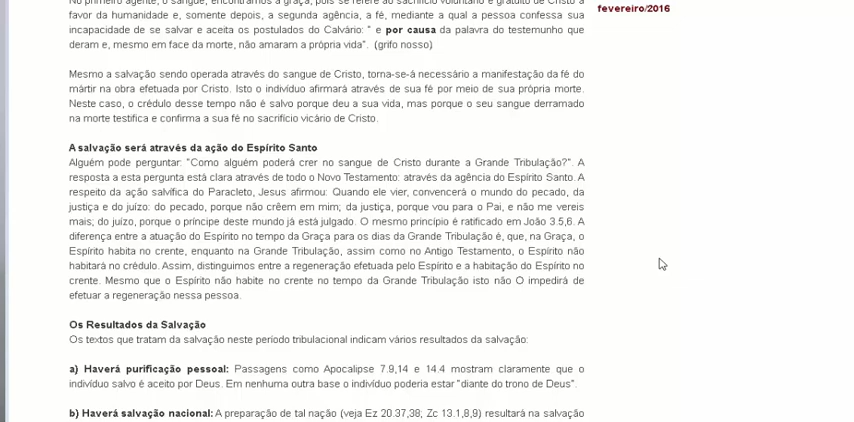 No primeiro agente, o sangue, encontramos a graça, pois se refere ao sacrifício voluntário e gratuito de Cristo a
favor da humanidade e, somente depois, a segunda agência, a fé, mediante a qual a pessoa confessa sua
incapacidade de se salvar e aceita os postulados do Calvário: " e por causa da palavra do testemunho que
deram e, mesmo em face da morte, não amaram a própria vida". (grifo nosso)
Mesmo a salvação sendo operada através do sangue de Cristo, torna-se-á necessário a manifestação da fé do
mártir na obra efetuada por Cristo. Isto o indivíduo afirmará através de sua fé por meio de sua própria morte.
Neste caso, o crédulo desse tempo não é salvo porque deu a sua vida, mas porque o seu sangue derramado
na morte testifica e confirma a sua fé no sacrifício vicário de Cristo.
A salvação será através da ação do Espírito Santo
Alguém pode perguntar: "Como alguém poderá crer no sangue de Cristo durante a Grande Tribulação?". A
resposta a esta pergunta está clara através de todo o Novo Testamento: através da agência do Espírito Santo. A
respeito da ação salvífica do Paracleto, Jesus afirmou: Quando ele vier, convencerá o mundo do pecado, da
justiça e do juízo: do pecado, porque não crêem em mim; da justiça, porque vou para o Pai, e não me vereis
mais; do juízo, porque o príncipe deste mundo já está julgado. O mesmo princípio é ratificado em João 3.5,6. A
diferença entre a atuação do Espírito no tempo da Graça para os dias da Grande Tribulação é, que, na Graça, o
Espírito habita no crente, enquanto na Grande Tribulação, assim como no Antigo Testamento, o Espírito não
habitará no crédulo. Assim, distinguimos entre a regeneração efetuada pelo Espírito e a habitação do Espírito no
crente. Mesmo que o Espírito não habite no crente no tempo da Grande Tribulação isto não O impedirá de
efetuar a regeneração nessa pessoa.
Os Resultados da Salvação
Os textos que tratam da salvação neste período tribulacional indicam vários resultados da salvação:
a) Haverá purificação pessoal: Passagens como Apocalipse 7.9,14 e 14.4 mostram claramente que o
indivíduo salvo é aceito por Deus. Em nenhuma outra base o indivíduo poderia estar "diante do trono de Deus".
b) Haverá salvação nacional: A preparação de tal nação (veja Ez 20.37,38; Zc 13.1,8,9) resultará na salvação
fevereiro/2016